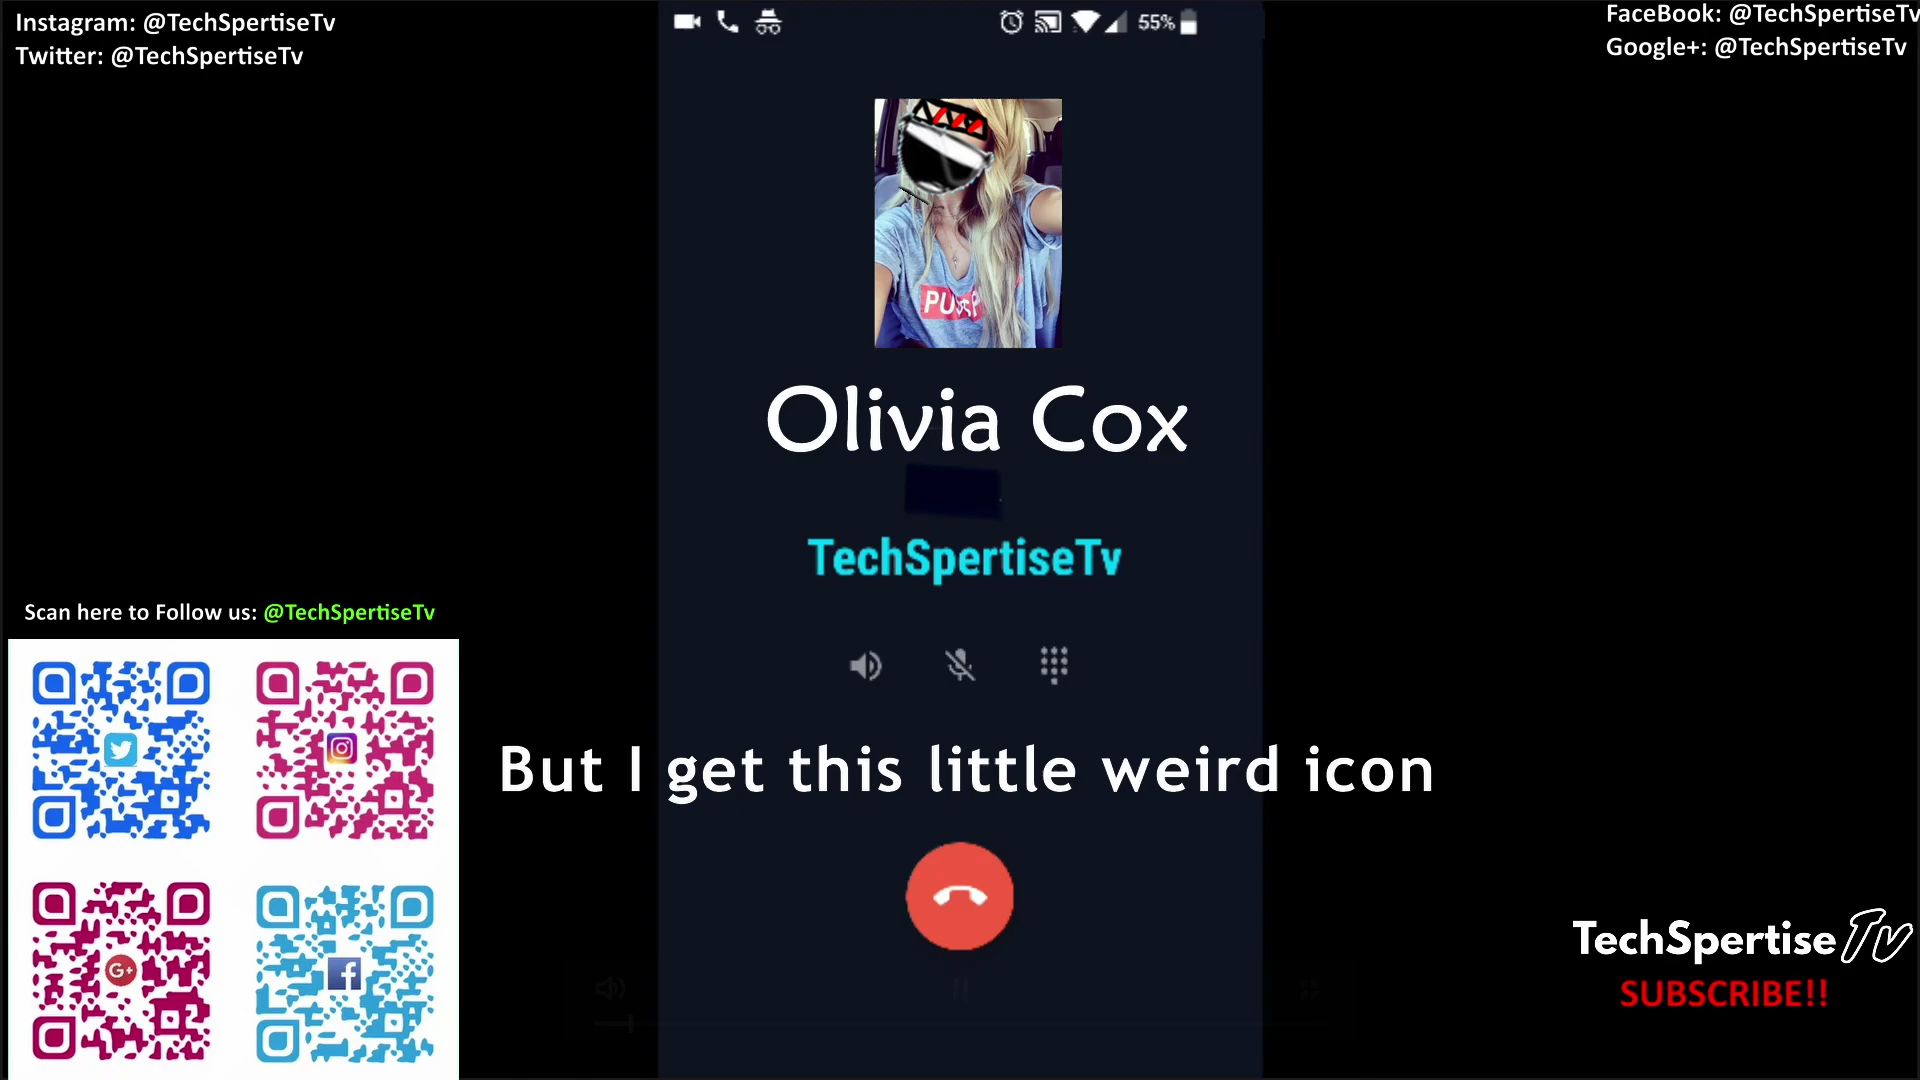 Instagram: @TechSpertiseTv
Twitter: @TechSpertiseTv
FaceBook: @TechSpertiseTv
Google+: @TechSpertiseTv
55%
Olivia Cox
TechSpertiseTv
Scan here to Follow us: @TechSpertiseTv
But I get this little weird icon
G+
f
TechSpertise Tv
SUBSCRIBE!!